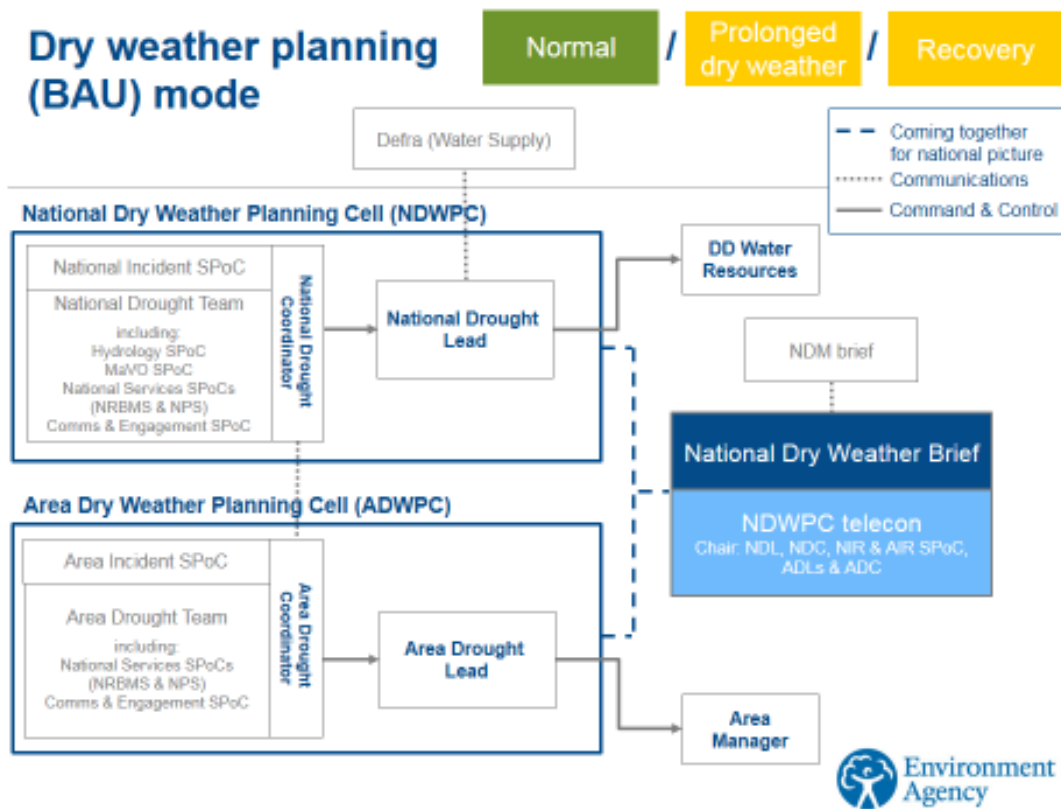 Dry weather planning
(BAU) mode
Normal
/
Prolonged
dry weather
/
Recovery
Coming together
for national picture
Communications
Command & Control
Defra (Water Supply)
National Dry Weather Planning Cell (NDWPC)
National Incident SPoC
National Drought Team
including:
Hydrology SPoC
MaVO SPoC
National Services SPoCs
(NRBMS & NPS)
Comms & Engagement SPoC
National Drought
Coordinator
National Drought
Lead
DD Water
Resources
NDM brief
National Dry Weather Brief
NDWPC telecon
Chair: NDL, NDC, NIR & AIR SPoC,
ADLs & ADC
Area Dry Weather Planning Cell (ADWPC)
Area Incident SPoC
Area Drought Team
including:
National Services SPoCs
(NRBMS & NPS)
Comms & Engagement SPoC
Area Drought
Coordinator
Area Drought
Lead
Area
Manager
Environment
Agency